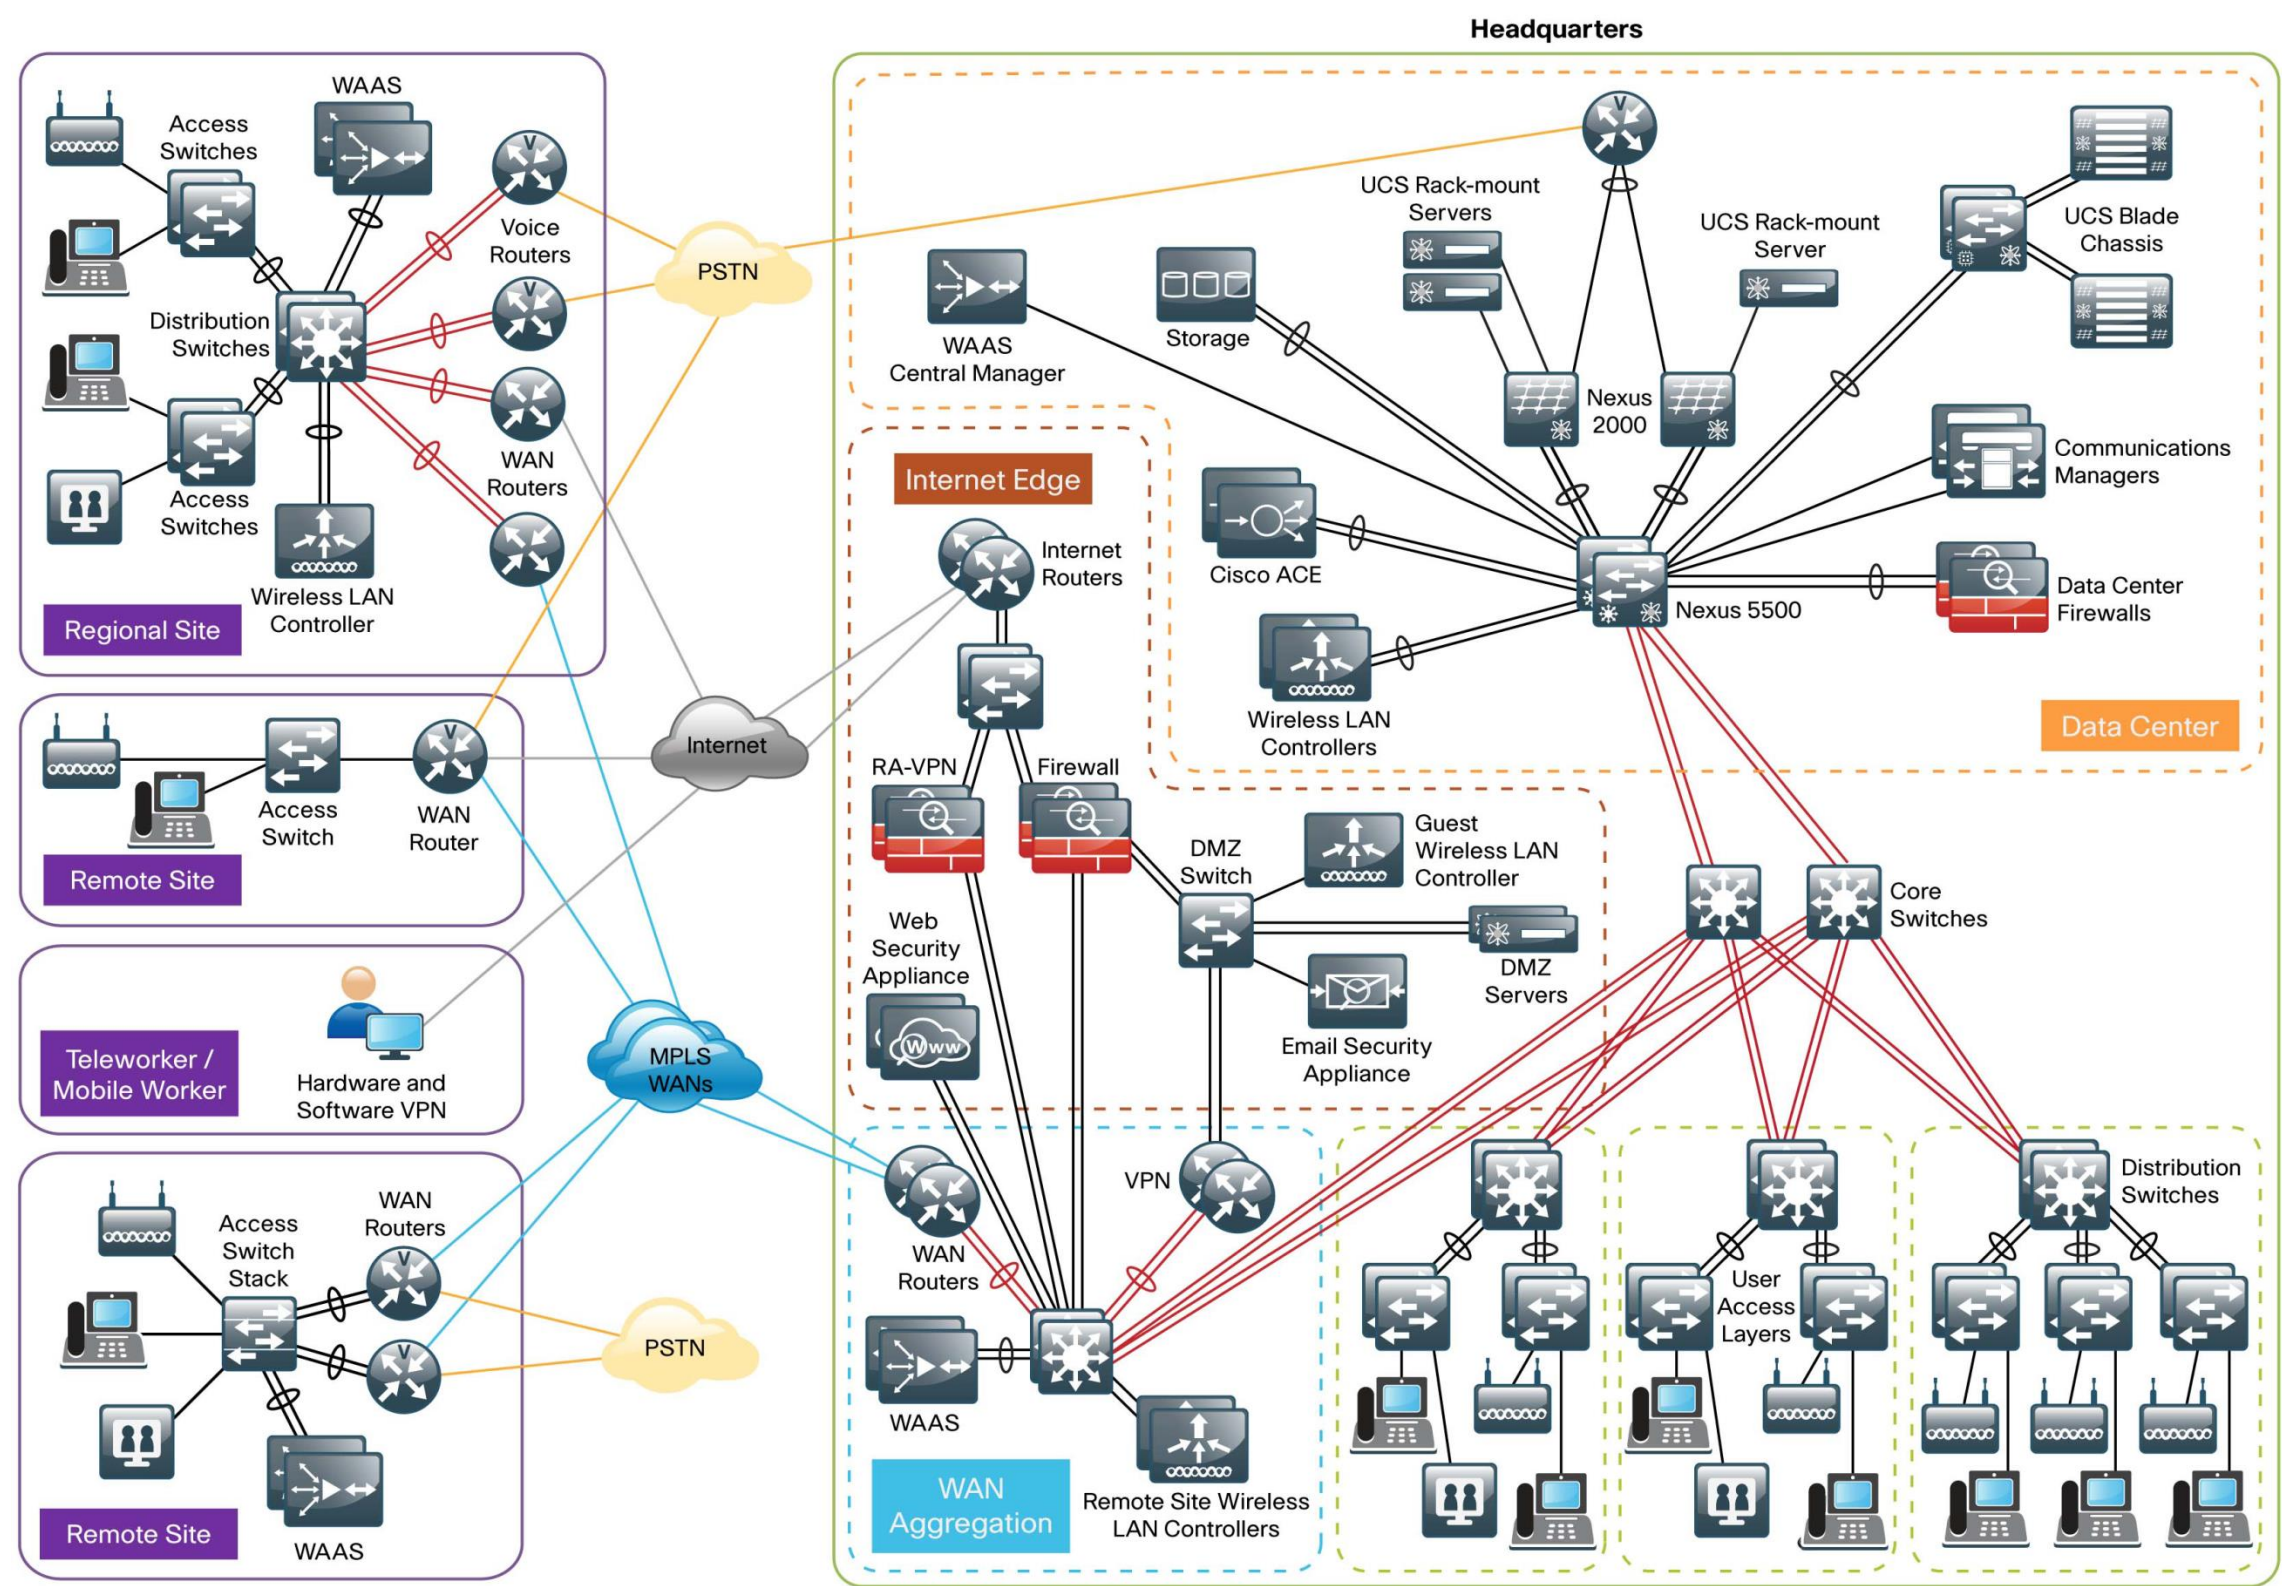 Headquarters
WAAS
Access
Switches
Voice
Routers
Distribution
Switches
WAN
Routers
Access
Switches
Wireless LAN
Controller
Regional Site
PSTN
V
V
V
UCS Rack-mount
Servers
UCS Rack-mount
Server
UCS Blade
Chassis
WAAS
Central Manager
Storage
Nexus
2000
Communications
Managers
Cisco ACE
Nexus 5500
Data Center
Firewalls
Wireless LAN
Controllers
Data Center
Internet Edge
Internet
Routers
RA-VPN
Firewall
DMZ
Switch
Guest
Wireless LAN
Controller
Web
Security
Appliance
Www
DMZ
Servers
Email Security
Appliance
Core
Switches
Internet
V
Access
Switch
WAN
Router
Remote Site
Teleworker /
Mobile Worker
Hardware and
Software VPN
MPLS
WANs
WAN
Routers
Access
Switch
Stack
V
V
PSTN
WAAS
Remote Site
VPN
WAN
Routers
WAAS
WAN
Aggregation
Remote Site Wireless
LAN Controllers
Distribution
Switches
User
Access
Layers